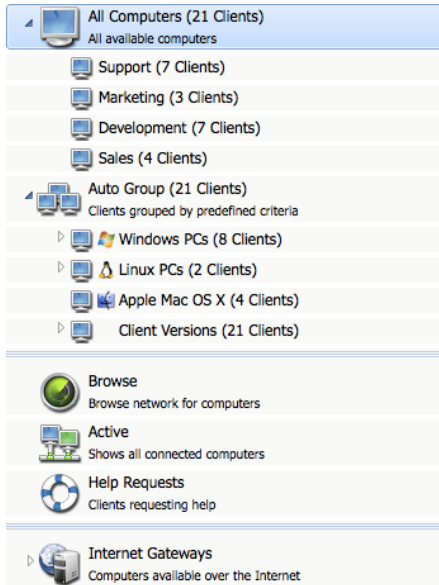 All Computers (21 Clients)
All available computers
Support (7 Clients)
Marketing (3 Clients)
Development (7 Clients)
Sales (4 Clients)
Auto Group (21 Clients)
Clients grouped by predefined criteria
Windows PCs (8 Clients)
Linux PCs (2 Clients)
Apple Mac OS X (4 Clients)
Client Versions (21 Clients)
Browse
Browse network for computers
Active
Shows all connected computers
Help Requests
Clients requesting help
Internet Gateways
Computers available over the Internet